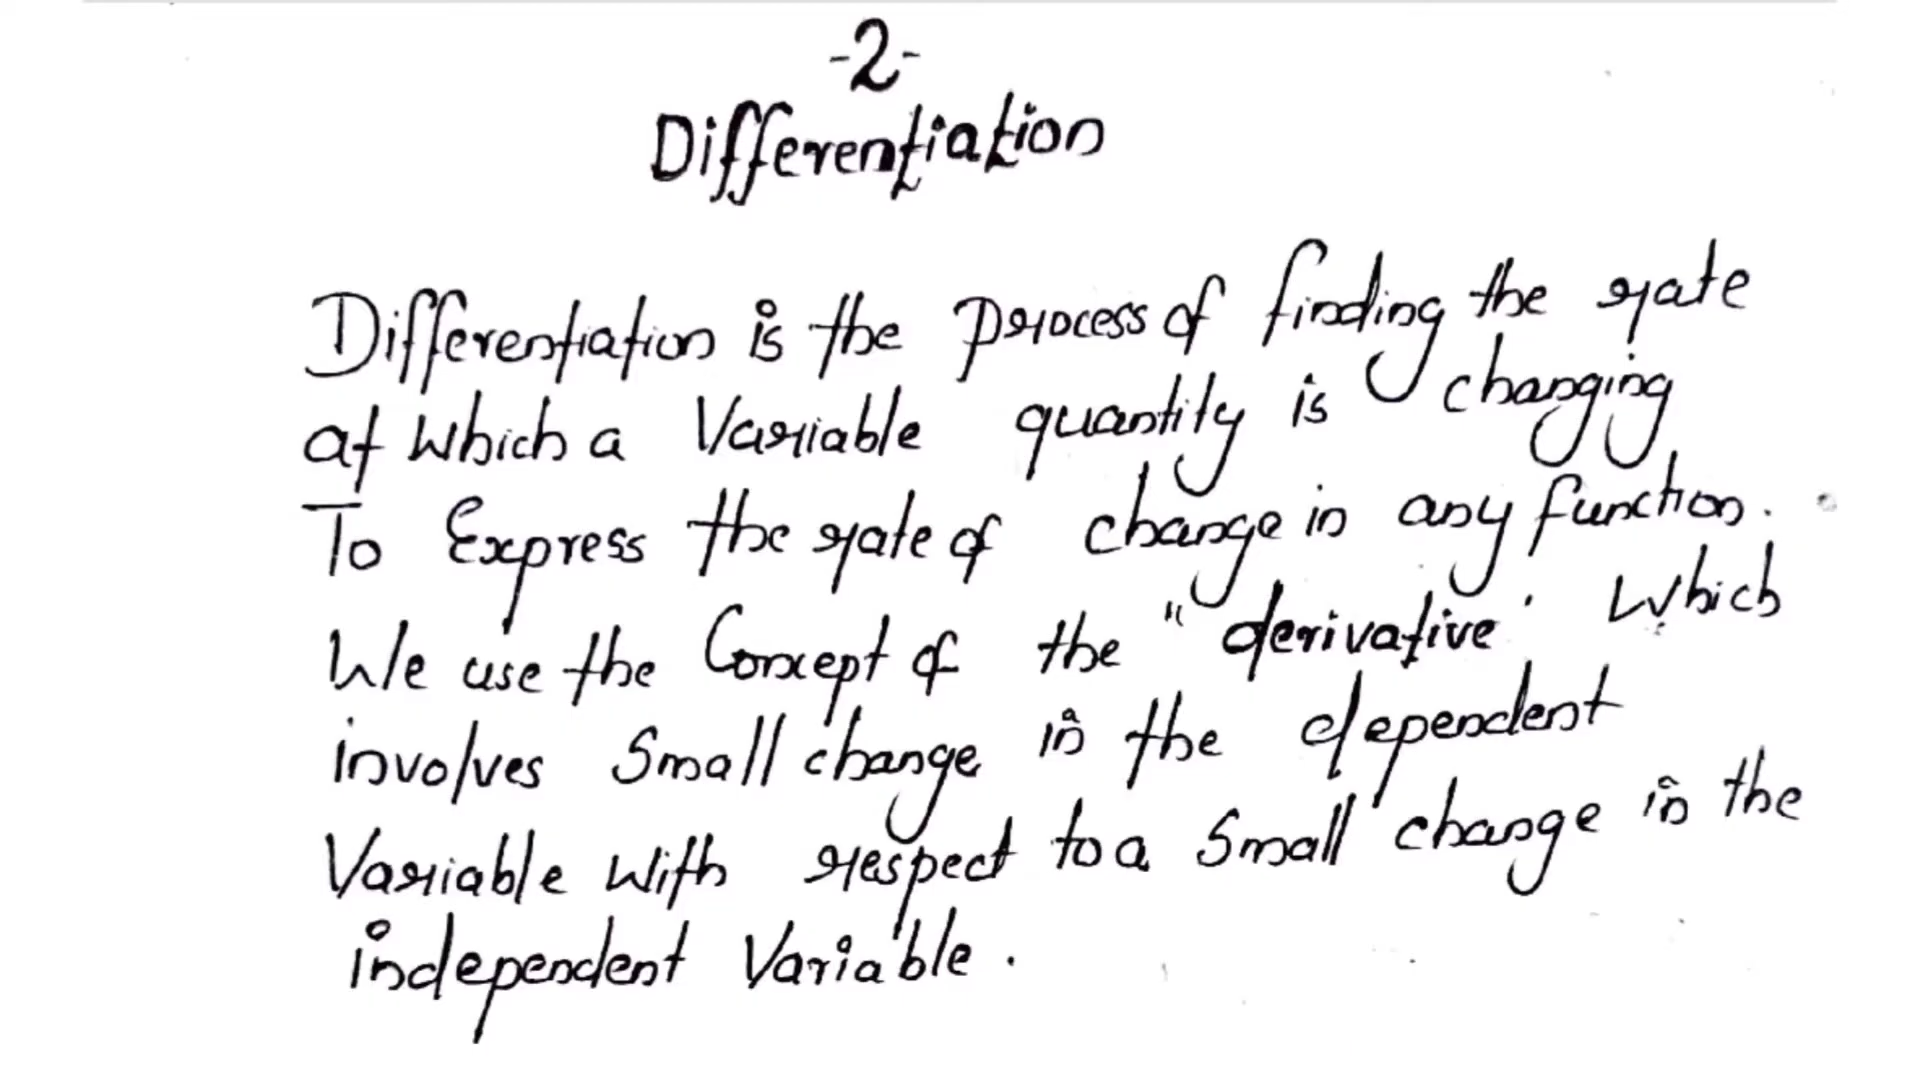 -2-
Differentiation
Differentiation is the process of finding the rate
at which a Variable quantity is changing
To Express the rate of change in any function.
We use the Concept of the "derivative' which
involves Small change in the dependent
Variable with respect to a Small change in the
independent Variable.